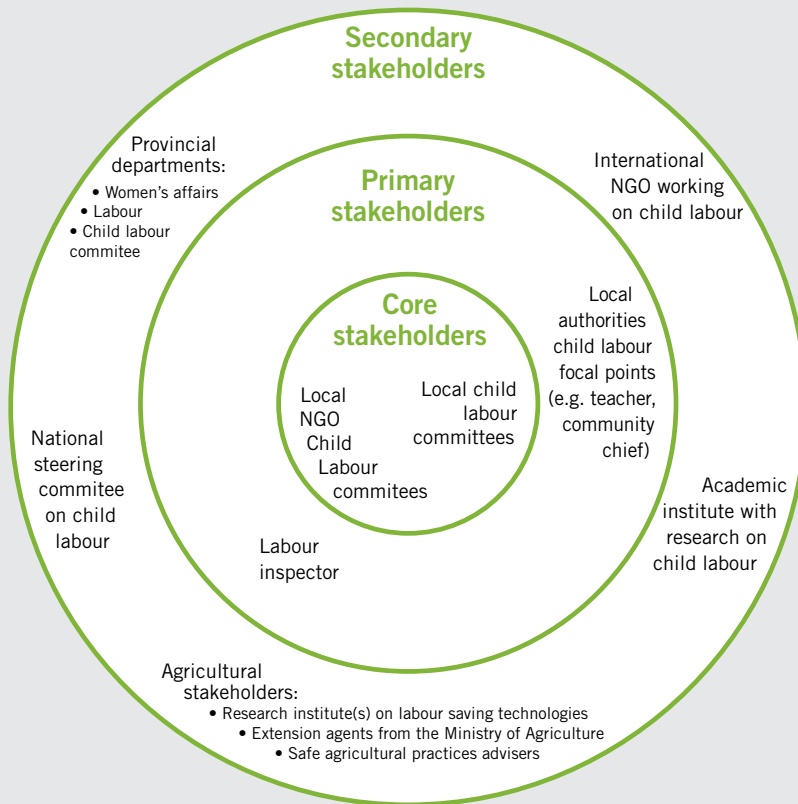 Secondary
stakeholders
Provincial
departments:
• Women's affairs
• Labour
• Child labour
commitee
International
NGO working
on child labour
Primary
stakeholders
Local
authorities
child labour
focal points
(e.g. teacher,
community
chief)
Core
stakeholders
Local
NGO
Child
Labour
commitees
Local child
labour
committees
National
steering
commitee
on child
labour
Labour
inspector
Academic
institute with
research on
child labour
Agricultural
stakeholders:
• Research institute(s) on labour saving technologies
• Extension agents from the Ministry of Agriculture
• Safe agricultural practices advisers